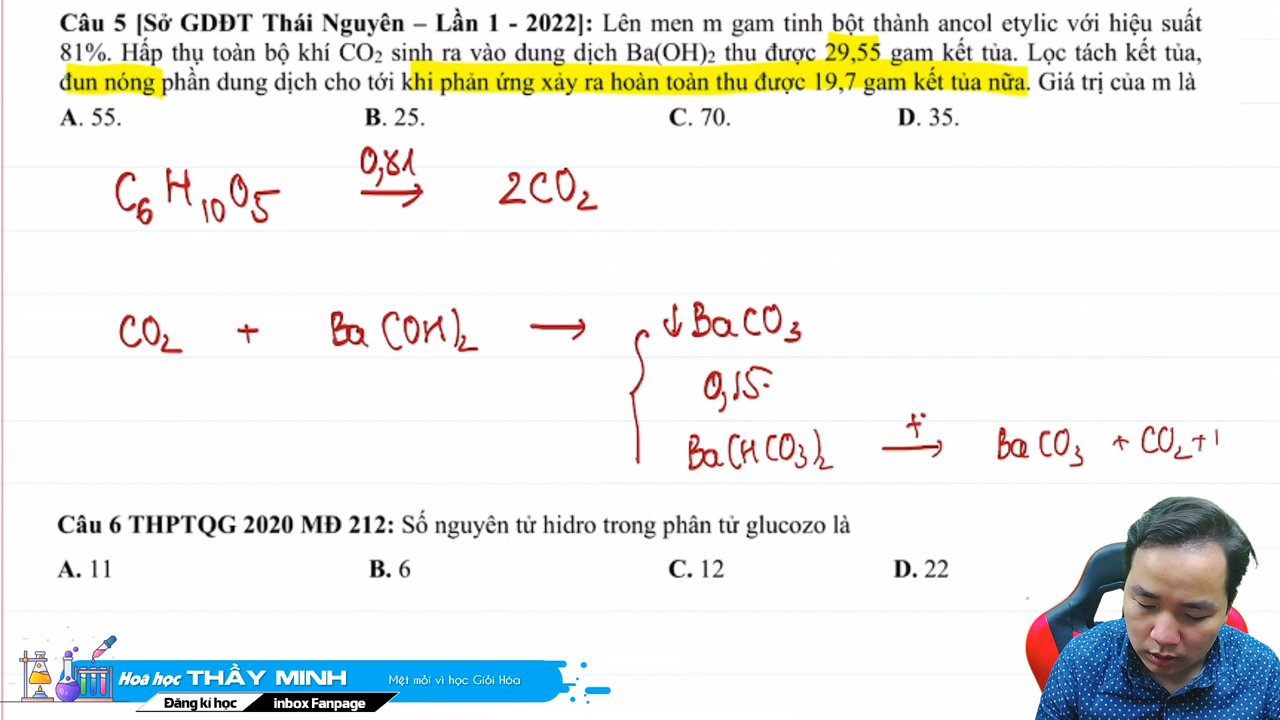 Câu 5 [Sở GDĐT Thái Nguyên – Lần 1 - 2022]: Lên men m gam tinh bột thành ancol etylic với hiệu suất
81%. Hấp thụ toàn bộ khí CO₂ sinh ra vào dung dịch Ba(OH)₂ thu được 29,55 gam kết tủa. Lọc tách kết tủa,
đun nóng phần dung dịch cho tới khi phản ứng xảy ra hoàn toàn thu được 19,7 gam kết tủa nữa. Giá trị của m là
A. 55. B. 25. C. 70. D. 35.
0,81
C₆H₁₀O₅ → 2CO₂
CO₂ + Ba(OH)₂ → ↓BaCO₃
0,15
Ba(HCO₃)₂ → BaCO₃ + CO₂ +
Câu 6 THPTQG 2020 MĐ 212: Số nguyên tử hidro trong phân tử glucozo là
A. 11 B. 6 C. 12 D. 22
Hoá học THẦY MINH Mệt mỏi vì học Giỏi Hóa
Đăng kí học inbox Fanpage